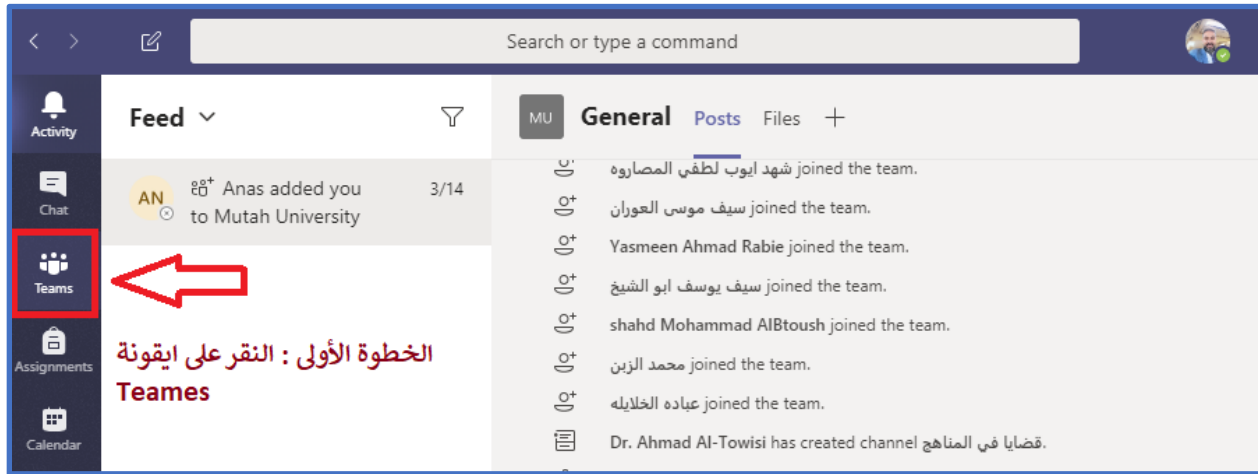 Search or type a command
Activity
Chat
Teams
Assignments
Calendar
Feed
AN
Anas added you 3/14
to Mutah University
الخطوة الأولى : النقر على ايقونة
Teames
MU General Posts Files
شهد ايوب لطفي المصاروه joined the team.
سيف موسى العوران joined the team.
Yasmeen Ahmad Rabie joined the team.
سيف يوسف ابو الشيخ joined the team.
shahd Mohammad AlBtoush joined the team.
محمد الزبن joined the team.
عباده الخلايله joined the team.
Dr. Ahmad Al-Towisi has created channel قضايا في المناهج.